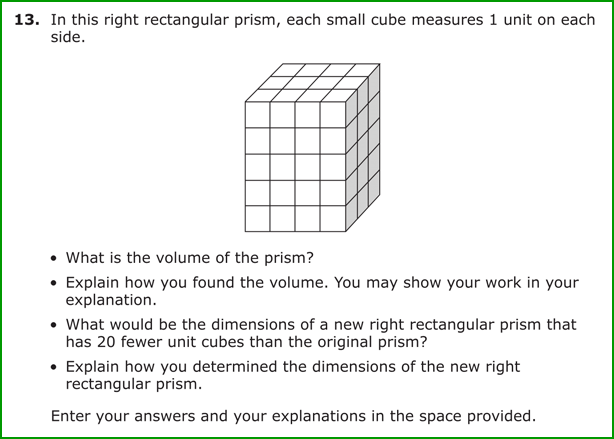 13. In this right rectangular prism, each small cube measures 1 unit on each
side.
• What is the volume of the prism?
• Explain how you found the volume. You may show your work in your
explanation.
• What would be the dimensions of a new right rectangular prism that
has 20 fewer unit cubes than the original prism?
• Explain how you determined the dimensions of the new right
rectangular prism.
Enter your answers and your explanations in the space provided.